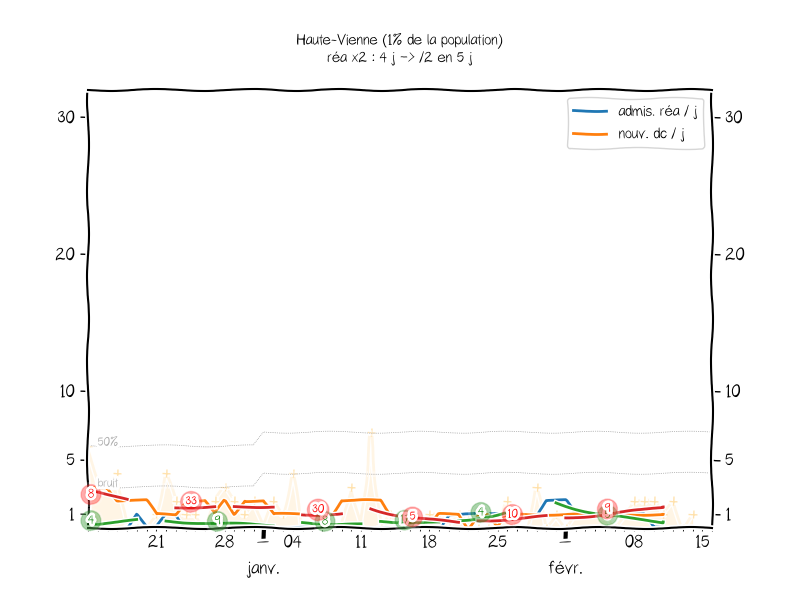 Haute-Vienne (1% de la population)
réa x2 : 4 j -> /2 en 5 j
admis. réa / j
nouv. dc / j
30 30
20 20
10 10
50%
5 5
bruit
8 33 30 5 4 10 9
4 9 8
1 1
21 28 04 11 18 25 08 15
janv. févr.